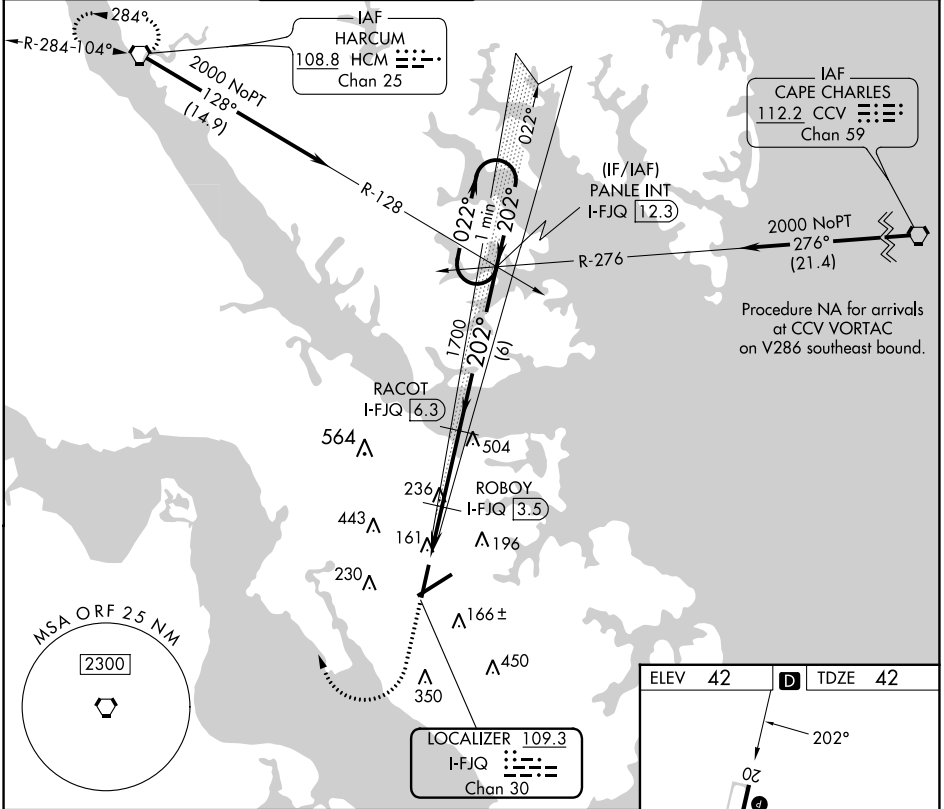 284°
R-284-104°
IAF
HARCUM
108.8 HCM
Chan 25
2000 NoPT
128°
(14.9)
R-128
022°
IAF
CAPE CHARLES
112.2 CCV
Chan 59
(IF/IAF)
PANLE INT
I-FJQ 12.3
022°
1 min
202°
2000 NoPT
276°
(21.4)
R-276
Procedure NA for arrivals
at CCV VORTAC
on V286 southeast bound.
1700
202°
(6)
RACOT
I-FJQ 6.3
564
504
236
ROBOY
I-FJQ 3.5
443
161
196
230
166±
450
350
MSA ORF 25 NM
2300
LOCALIZER 109.3
I-FJQ
Chan 30
ELEV 42
D
TDZE 42
202°
20
P